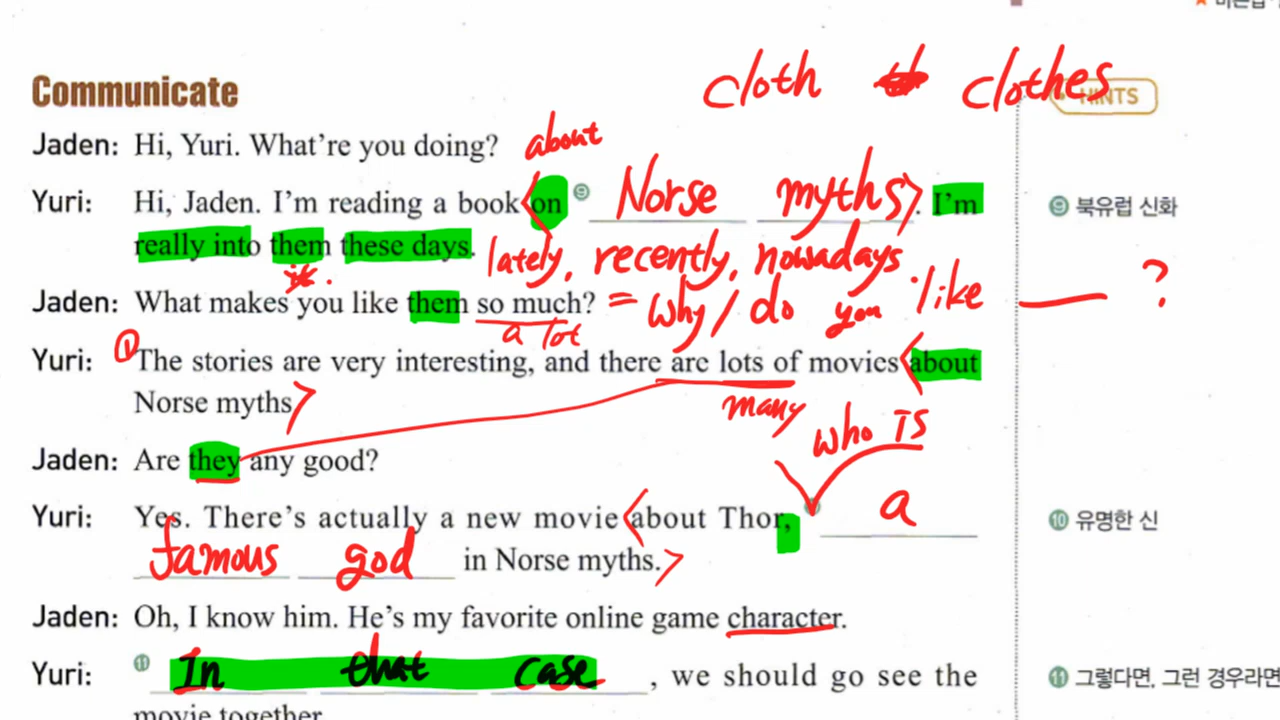 cloth clothes
Communicate
HINTS
Jaden: Hi, Yuri. What're you doing?
about
Yuri: Hi, Jaden. I'm reading a book <on ⑨ Norse myths>. I'm
⑨ 북유럽 신화
really into them these days.
it. lately, recently, nowadays
Jaden: What makes you like them so much? = why / do you like ____ ?
a lot
Yuri: ① The stories are very interesting, and there are lots of movies <about
Norse myths>
many
who is
Jaden: Are they any good?
Yuri: Yes. There's actually a new movie <about Thor, ⑩ a
⑩ 유명한 신
famous god in Norse myths.>
Jaden: Oh, I know him. He's my favorite online game character.
Yuri: ⑪ In that case, we should go see the
⑪ 그렇다면, 그런 경우라면
movie together